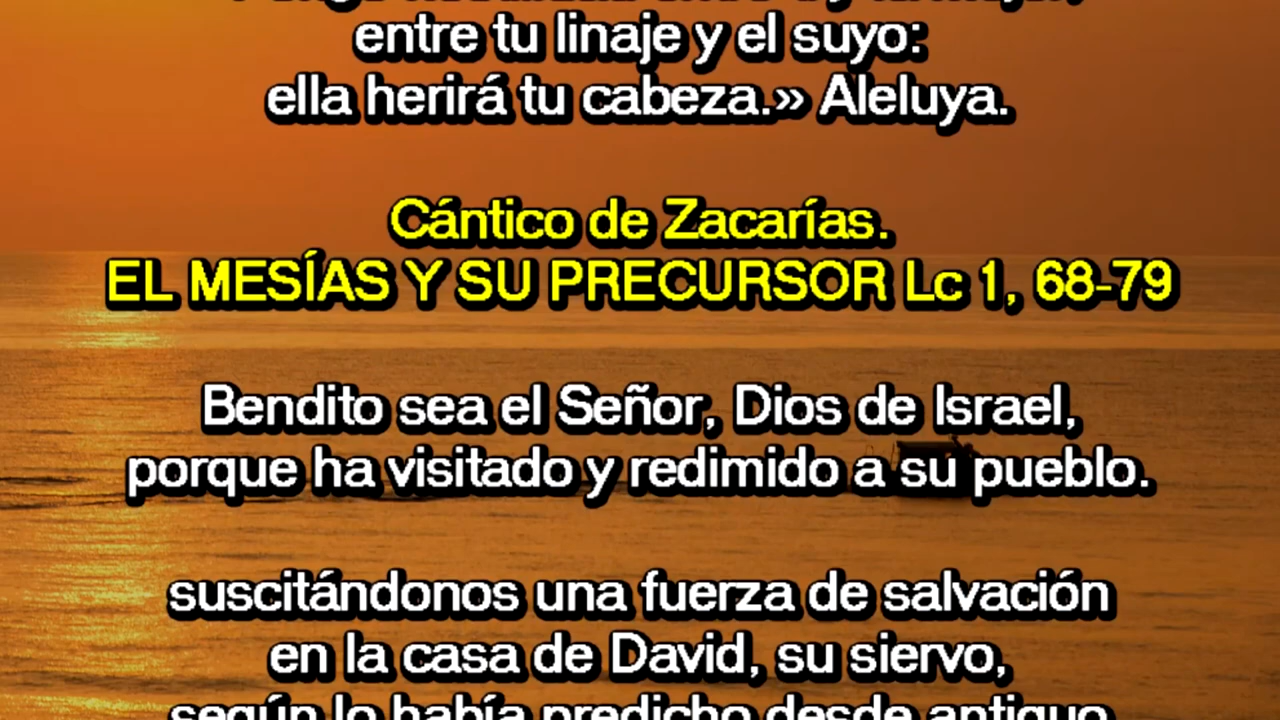 entre tu linaje y el suyo:
ella herirá tu cabeza.» Aleluya.
Cántico de Zacarías.
EL MESÍAS Y SU PRECURSOR Lc 1, 68-79
Bendito sea el Señor, Dios de Israel,
porque ha visitado y redimido a su pueblo.
suscitándonos una fuerza de salvación
en la casa de David, su siervo,
según lo había predicho desde antiguo